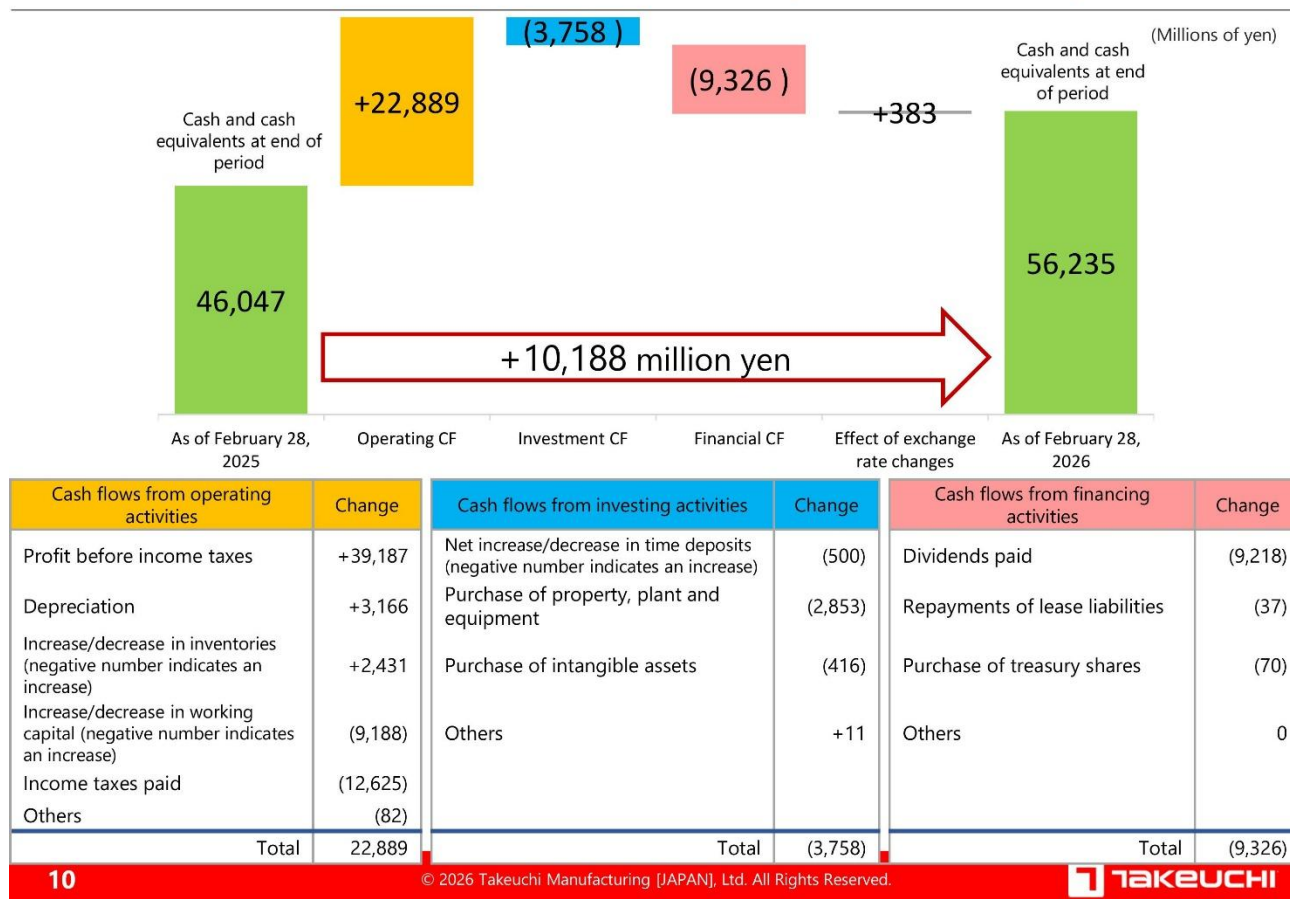 (Millions of yen)
Cash and cash
equivalents at end of
period
46,047
+22,889
(3,758 )
(9,326 )
+383
Cash and cash
equivalents at end
of period
56,235
+10,188 million yen
As of February 28,
2025
Operating CF
Investment CF
Financial CF
Effect of exchange
rate changes
As of February 28,
2026
Cash flows from operating
activities
Change
Profit before income taxes
+39,187
Depreciation
+3,166
Increase/decrease in inventories
(negative number indicates an
increase)
+2,431
Increase/decrease in working
capital (negative number indicates
an increase)
(9,188)
Income taxes paid
(12,625)
Others
(82)
Total
22,889
Cash flows from investing activities
Change
Net increase/decrease in time deposits
(negative number indicates an increase)
(500)
Purchase of property, plant and
equipment
(2,853)
Purchase of intangible assets
(416)
Others
+11
Total
(3,758)
Cash flows from financing
activities
Change
Dividends paid
(9,218)
Repayments of lease liabilities
(37)
Purchase of treasury shares
(70)
Others
0
Total
(9,326)
10
© 2026 Takeuchi Manufacturing [JAPAN], Ltd. All Rights Reserved.
TAKEUCHI